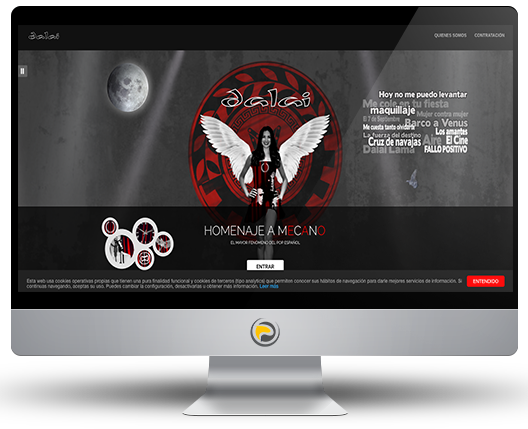 dalai
QUIENES SOMOS CONTRATACIÓN
dalai
Hoy no me puedo levantar
Me cole en tu fiesta
maquillaje Mujer contra mujer
El 7 de Septiembre Barco a Venus
Me cuesta tanto olvidarte Los amantes
La fuerza del destino Aire El Cine
Cruz de navajas
Dalai Lama FALLO POSITIVO
HOMENAJE A MECANO
EL MAYOR FENÓMENO DEL POP ESPAÑOL
ENTRAR
Esta web usa cookies operativas propias que tienen una pura finalidad funcional y cookies de terceros (tipo analytics) que permiten conocer sus hábitos de navegación para darle mejores servicios de información. Si
continuas navegando, aceptas su uso. Puedes cambiar la configuración, desactivarlas u obtener más información. Leer más
ENTENDIDO